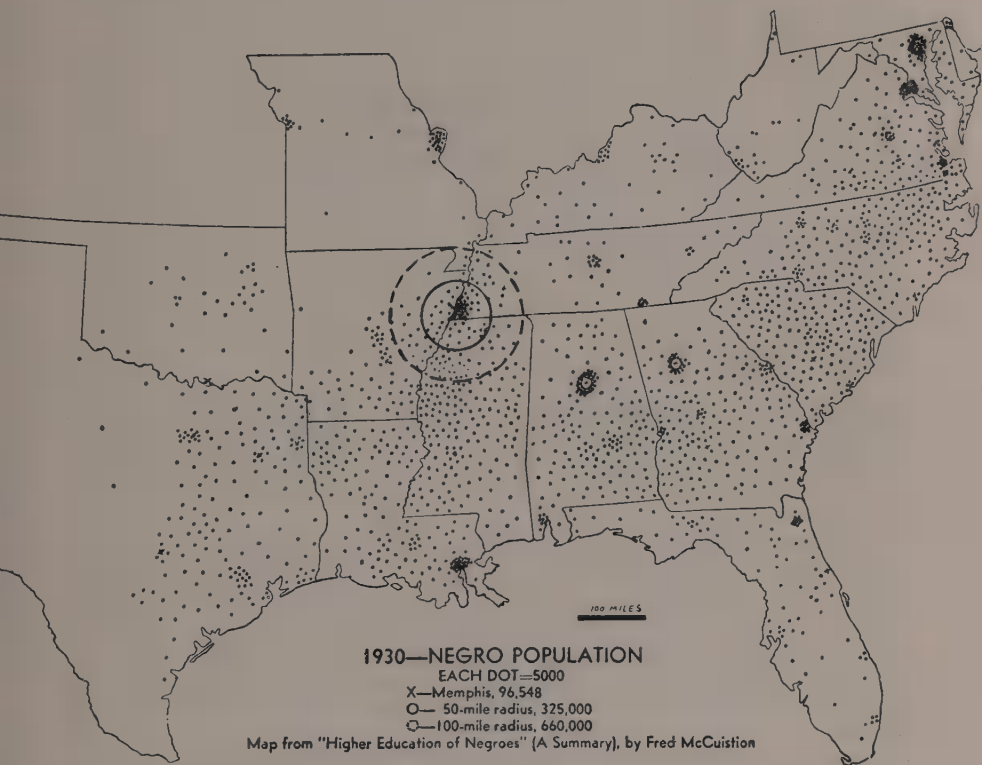 100 MILES
1930—NEGRO POPULATION
EACH DOT=5000
X—Memphis, 96,548
O— 50-mile radius, 325,000
O—100-mile radius, 660,000
Map from "Higher Education of Negroes" (A Summary), by Fred McCuistion